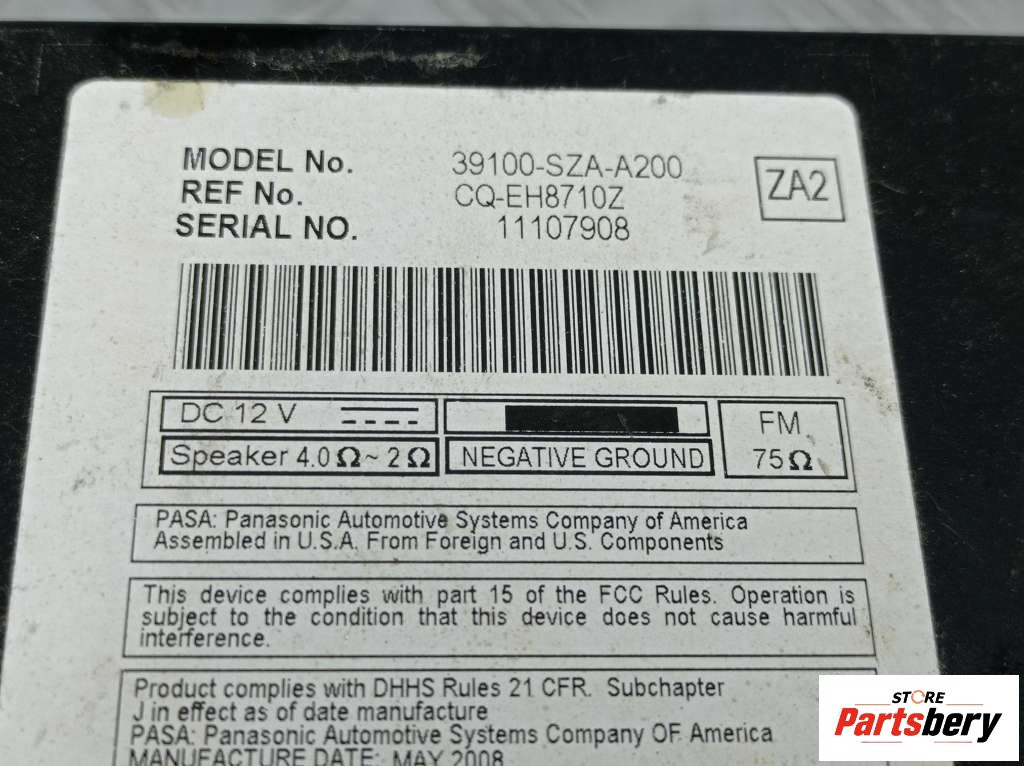 MODEL No. 39100-SZA-A200
REF No. CQ-EH8710Z
SERIAL NO. 11107908
ZA2
DC 12 V
Speaker 4.0 Ω ~ 2 Ω
NEGATIVE GROUND
FM
75 Ω
PASA: Panasonic Automotive Systems Company of America
Assembled in U.S.A. From Foreign and U.S. Components
This device complies with part 15 of the FCC Rules. Operation is
subject to the condition that this device does not cause harmful
interference.
Product complies with DHHS Rules 21 CFR. Subchapter
J in effect as of date manufacture
PASA: Panasonic Automotive Systems Company OF America
MANUFACTURE DATE: MAY 2008
STORE
Partsbery